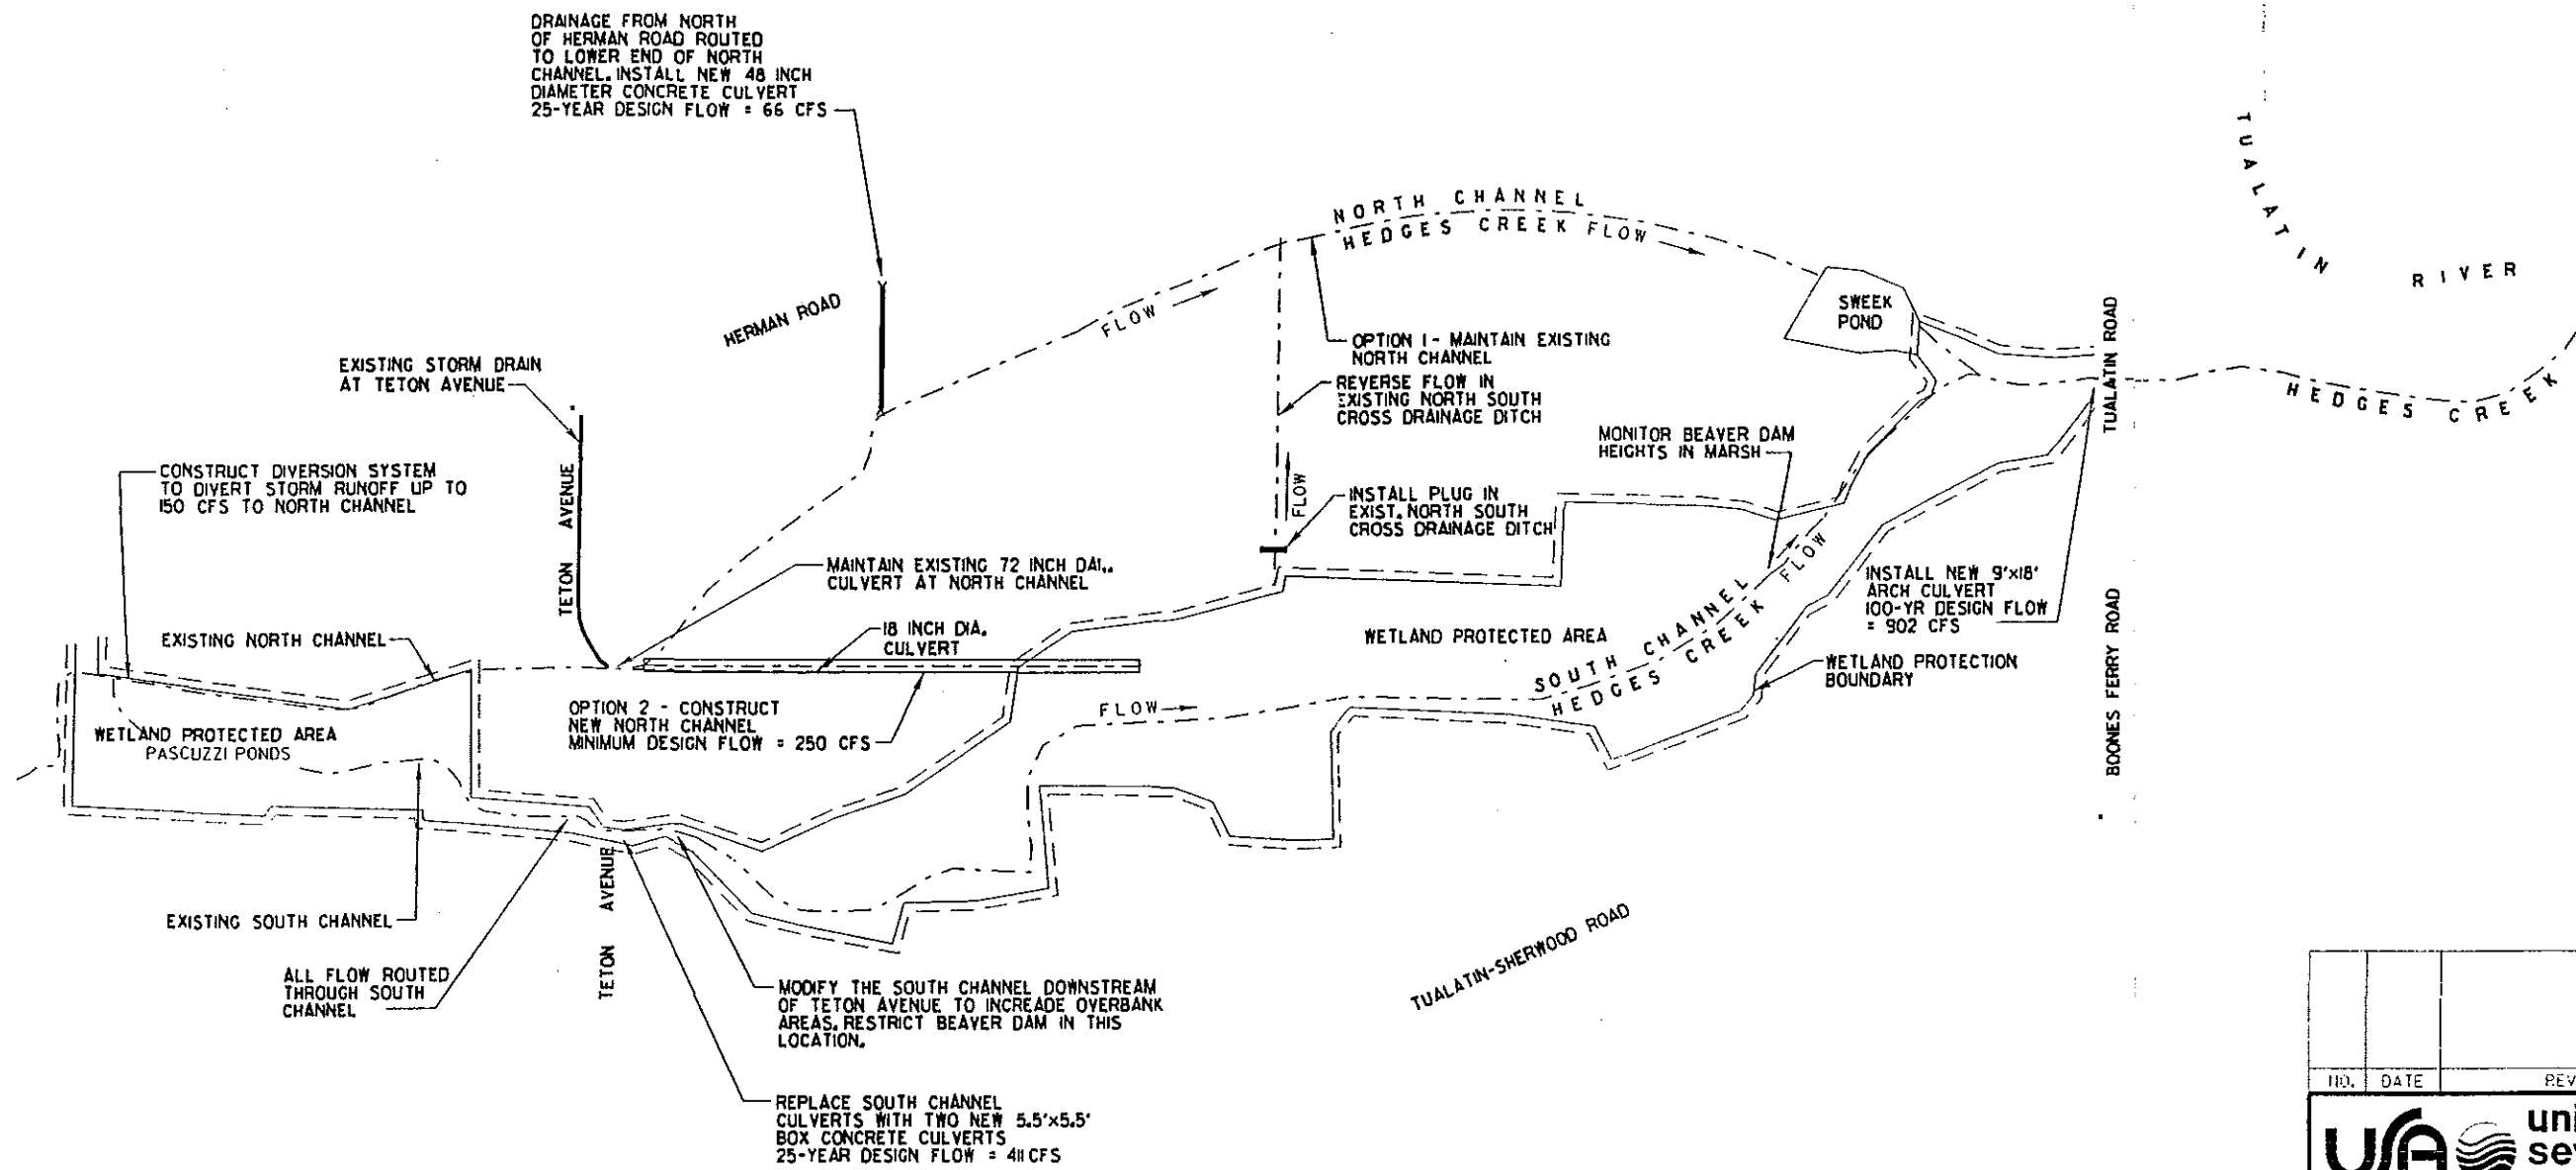 DRAINAGE FROM NORTH
OF HERMAN ROAD ROUTED
TO LOWER END OF NORTH
CHANNEL. INSTALL NEW 48 INCH
DIAMETER CONCRETE CULVERT
25-YEAR DESIGN FLOW = 66 CFS
TUALATIN RIVER
NORTH CHANNEL
HEDGES CREEK FLOW
HERMAN ROAD
FLOW
SWEEK
POND
TUALATIN ROAD
HEDGES CREEK
OPTION 1 - MAINTAIN EXISTING
NORTH CHANNEL
REVERSE FLOW IN
EXISTING NORTH SOUTH
CROSS DRAINAGE DITCH
EXISTING STORM DRAIN
AT TETON AVENUE
MONITOR BEAVER DAM
HEIGHTS IN MARSH
CONSTRUCT DIVERSION SYSTEM
TO DIVERT STORM RUNOFF UP TO
150 CFS TO NORTH CHANNEL
TETON AVENUE
FLOW
INSTALL PLUG IN
EXIST. NORTH SOUTH
CROSS DRAINAGE DITCH
MAINTAIN EXISTING 72 INCH DAI..
CULVERT AT NORTH CHANNEL
INSTALL NEW 9'x18'
ARCH CULVERT
100-YR DESIGN FLOW
= 902 CFS
EXISTING NORTH CHANNEL
18 INCH DIA.
CULVERT
WETLAND PROTECTED AREA
SOUTH CHANNEL
HEDGES CREEK FLOW
WETLAND PROTECTION
BOUNDARY
BOONES FERRY ROAD
OPTION 2 - CONSTRUCT
NEW NORTH CHANNEL
MINIMUM DESIGN FLOW = 250 CFS
FLOW
WETLAND PROTECTED AREA
PASCUZZI PONDS
EXISTING SOUTH CHANNEL
TETON AVENUE
ALL FLOW ROUTED
THROUGH SOUTH
CHANNEL
MODIFY THE SOUTH CHANNEL DOWNSTREAM
OF TETON AVENUE TO INCREADE OVERBANK
AREAS. RESTRICT BEAVER DAM IN THIS
LOCATION.
TUALATIN-SHERWOOD ROAD
REPLACE SOUTH CHANNEL
CULVERTS WITH TWO NEW 5.5'x5.5'
BOX CONCRETE CULVERTS
25-YEAR DESIGN FLOW = 411 CFS
NO. DATE REV
USA